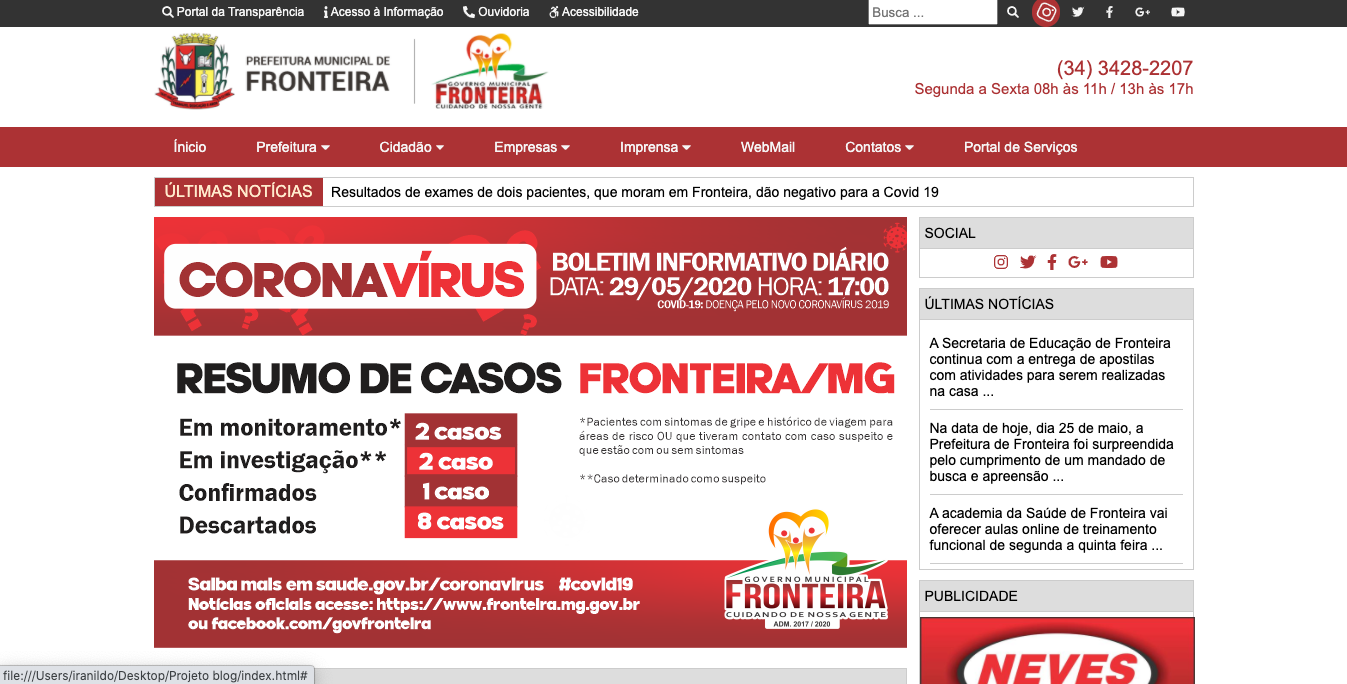 Portal da Transparência Acesso à Informação Ouvidoria Acessibilidade Busca ...
PREFEITURA MUNICIPAL DE
FRONTEIRA
GOVERNO MUNICIPAL
FRONTEIRA
CUIDANDO DE NOSSA GENTE
(34) 3428-2207
Segunda a Sexta 08h às 11h / 13h às 17h
Ínicio Prefeitura Cidadão Empresas Imprensa WebMail Contatos Portal de Serviços
ÚLTIMAS NOTÍCIAS Resultados de exames de dois pacientes, que moram em Fronteira, dão negativo para a Covid 19
CORONAVÍRUS
BOLETIM INFORMATIVO DIÁRIO
DATA: 29/05/2020 HORA: 17:00
COVID-19: DOENÇA PELO NOVO CORONAVÍRUS 2019
RESUMO DE CASOS FRONTEIRA/MG
Em monitoramento* 2 casos
Em investigação** 2 caso
Confirmados 1 caso
Descartados 8 casos
*Pacientes com sintomas de gripe e histórico de viagem para
áreas de risco OU que tiveram contato com caso suspeito e
que estão com ou sem sintomas
**Caso determinado como suspeito
Saiba mais em saude.gov.br/coronavirus #covid19
Notícias oficiais acesse: https://www.fronteira.mg.gov.br
ou facebook.com/govfronteira
GOVERNO MUNICIPAL
FRONTEIRA
CUIDANDO DE NOSSA GENTE
ADM. 2017 / 2020
SOCIAL
ÚLTIMAS NOTÍCIAS
A Secretaria de Educação de Fronteira
continua com a entrega de apostilas
com atividades para serem realizadas
na casa ...
Na data de hoje, dia 25 de maio, a
Prefeitura de Fronteira foi surpreendida
pelo cumprimento de um mandado de
busca e apreensão ...
A academia da Saúde de Fronteira vai
oferecer aulas online de treinamento
funcional de segunda a quinta feira ...
PUBLICIDADE
NEVES
file:///Users/iranildo/Desktop/Projeto blog/index.html#